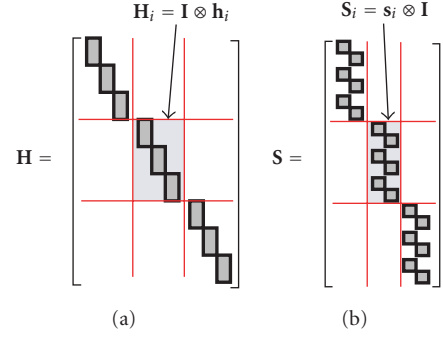 𝐇ᵢ = 𝐈 ⊗ 𝐡ᵢ
𝐒ᵢ = 𝐬ᵢ ⊗ 𝐈
𝐇 =
𝐒 =
(a)
(b)